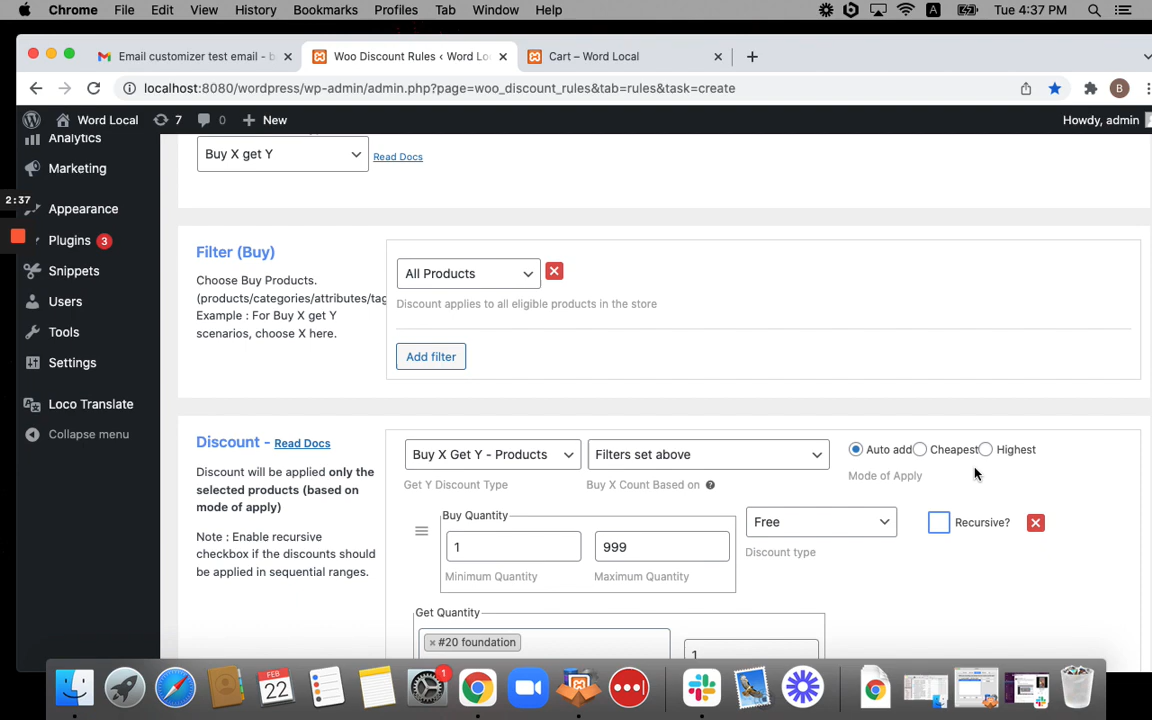 Chrome File Edit View History Bookmarks Profiles Tab Window Help A Tue 4:37 PM
Email customizer test email - b Woo Discount Rules ‹ Word Lo Cart – Word Local
localhost:8080/wordpress/wp-admin/admin.php?page=woo_discount_rules&tab=rules&task=create B
Word Local 7 0 New Howdy, admin
Analytics
Buy X get Y Read Docs
Marketing
2:37
Appearance
Plugins 3
Filter (Buy)
Snippets
Choose Buy Products. All Products
(products/categories/attributes/tag
Users
Example : For Buy X get Y Discount applies to all eligible products in the store
scenarios, choose X here.
Tools
Settings
Add filter
Loco Translate
Collapse menu
Discount - Read Docs
Buy X Get Y - Products Filters set above Auto add Cheapest Highest
Discount will be applied only the
selected products (based on
mode of apply)
Get Y Discount Type Buy X Count Based on Mode of Apply
Note : Enable recursive
checkbox if the discounts should
be applied in sequential ranges.
Buy Quantity
1 999
Minimum Quantity Maximum Quantity
Free Recursive?
Discount type
Get Quantity
× #20 foundation 1
FEB
22
1